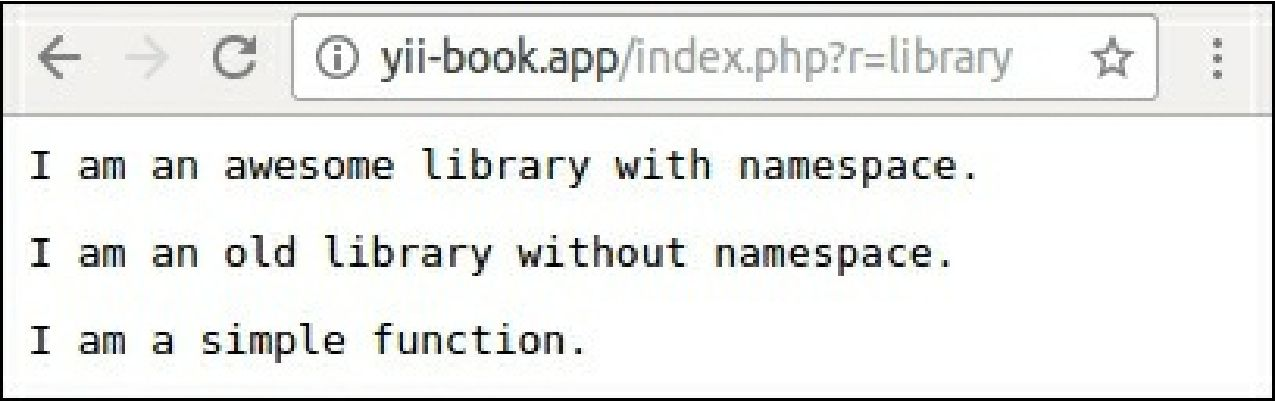 yii-book.app/index.php?r=library
I am an awesome library with namespace.
I am an old library without namespace.
I am a simple function.